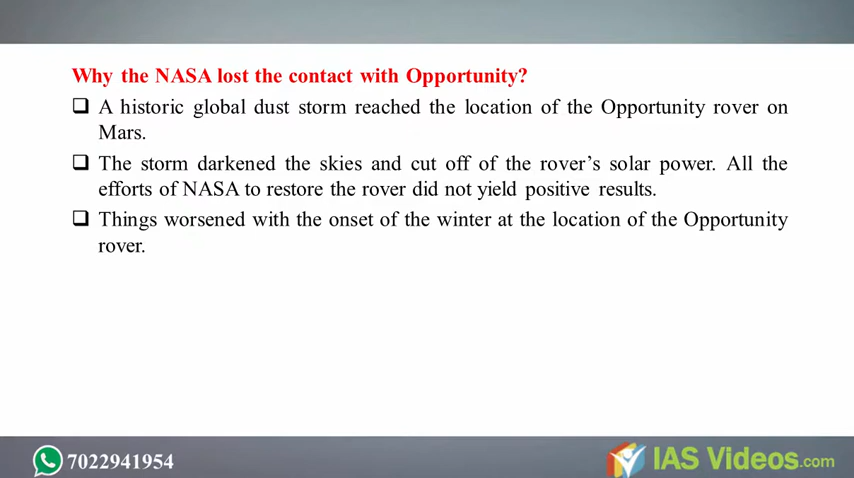 Why the NASA lost the contact with Opportunity?
❑ A historic global dust storm reached the location of the Opportunity rover on
Mars.
❑ The storm darkened the skies and cut off of the rover’s solar power. All the
efforts of NASA to restore the rover did not yield positive results.
❑ Things worsened with the onset of the winter at the location of the Opportunity
rover.
7022941954
IAS Videos.com